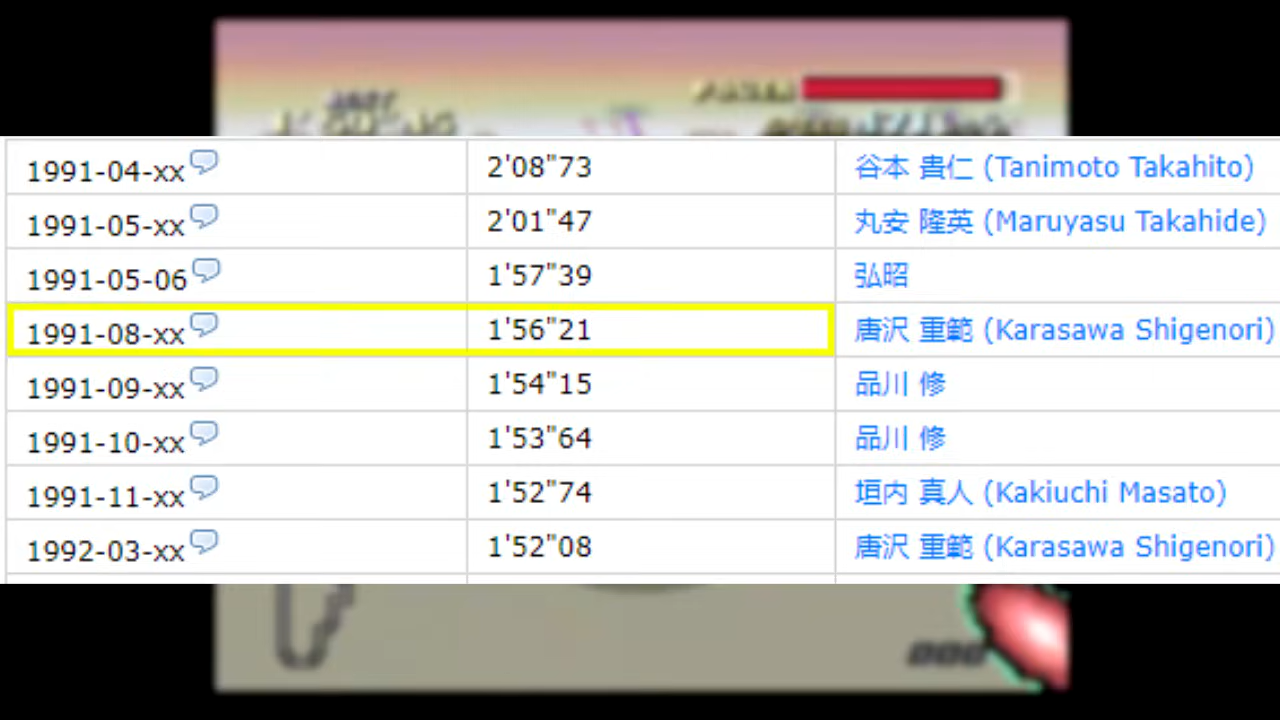 1991-04-xx 2'08"73 谷本 貴仁 (Tanimoto Takahito)
1991-05-xx 2'01"47 丸安 隆英 (Maruyasu Takahide)
1991-05-06 1'57"39 弘昭
1991-08-xx 1'56"21 唐沢 重範 (Karasawa Shigenori)
1991-09-xx 1'54"15 品川 修
1991-10-xx 1'53"64 品川 修
1991-11-xx 1'52"74 垣内 真人 (Kakiuchi Masato)
1992-03-xx 1'52"08 唐沢 重範 (Karasawa Shigenori)